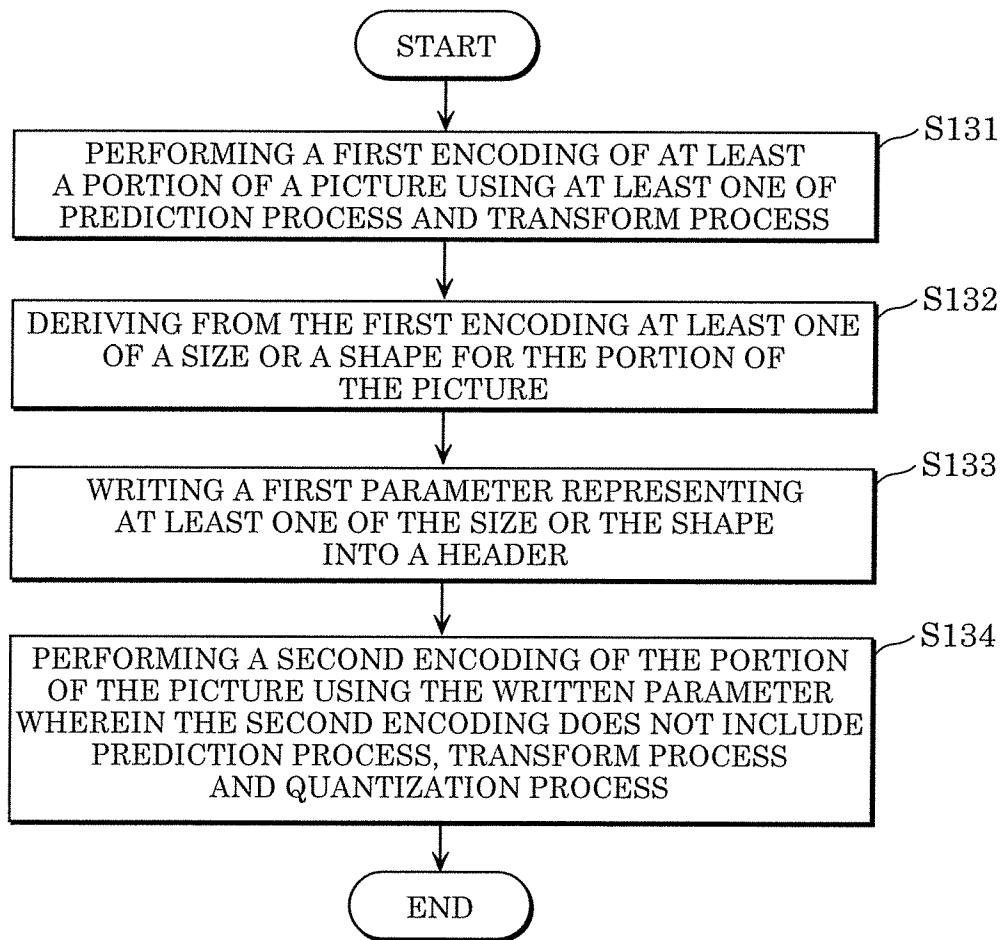 START
S131
PERFORMING A FIRST ENCODING OF AT LEAST
A PORTION OF A PICTURE USING AT LEAST ONE OF
PREDICTION PROCESS AND TRANSFORM PROCESS
S132
DERIVING FROM THE FIRST ENCODING AT LEAST ONE
OF A SIZE OR A SHAPE FOR THE PORTION OF
THE PICTURE
S133
WRITING A FIRST PARAMETER REPRESENTING
AT LEAST ONE OF THE SIZE OR THE SHAPE
INTO A HEADER
S134
PERFORMING A SECOND ENCODING OF THE PORTION
OF THE PICTURE USING THE WRITTEN PARAMETER
WHEREIN THE SECOND ENCODING DOES NOT INCLUDE
PREDICTION PROCESS, TRANSFORM PROCESS
AND QUANTIZATION PROCESS
END